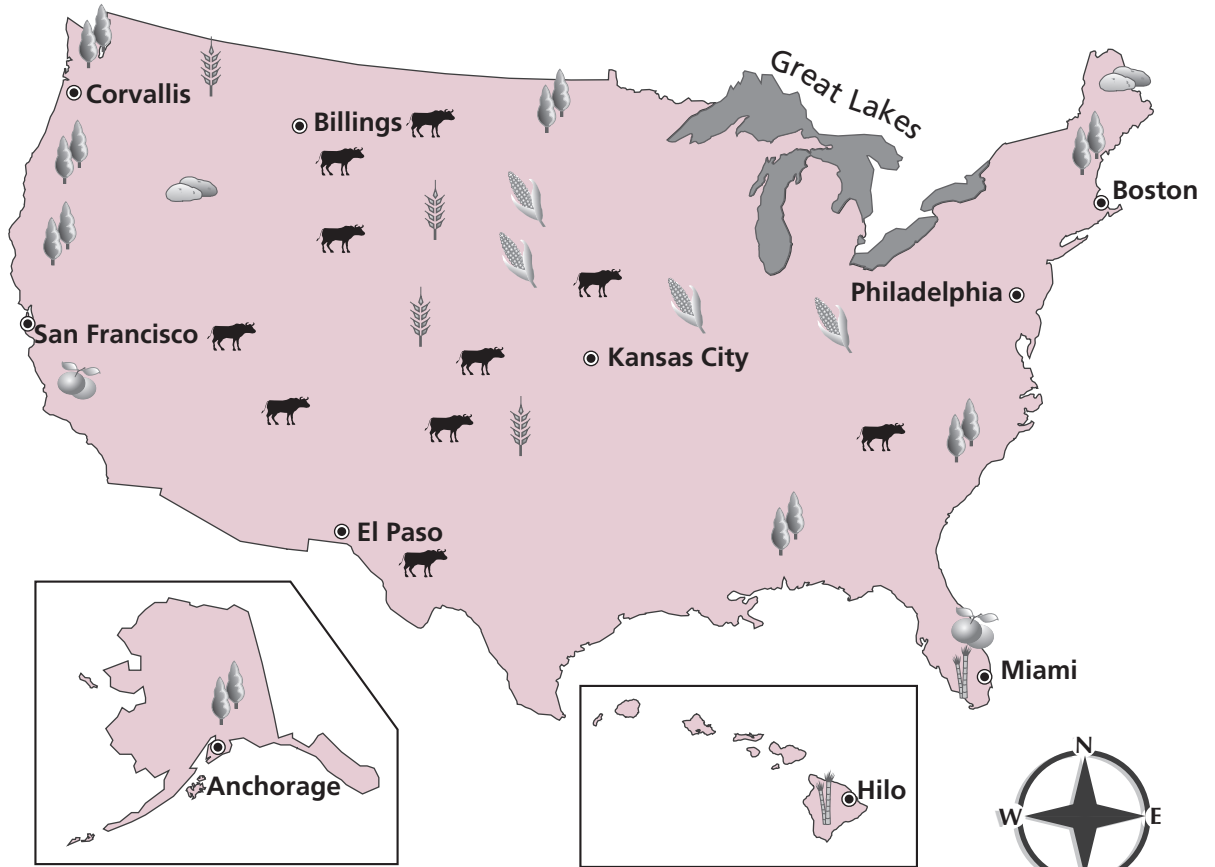 Great Lakes
Corvallis
Billings
Boston
Philadelphia
San Francisco
Kansas City
El Paso
Miami
Anchorage
Hilo
N
W
E